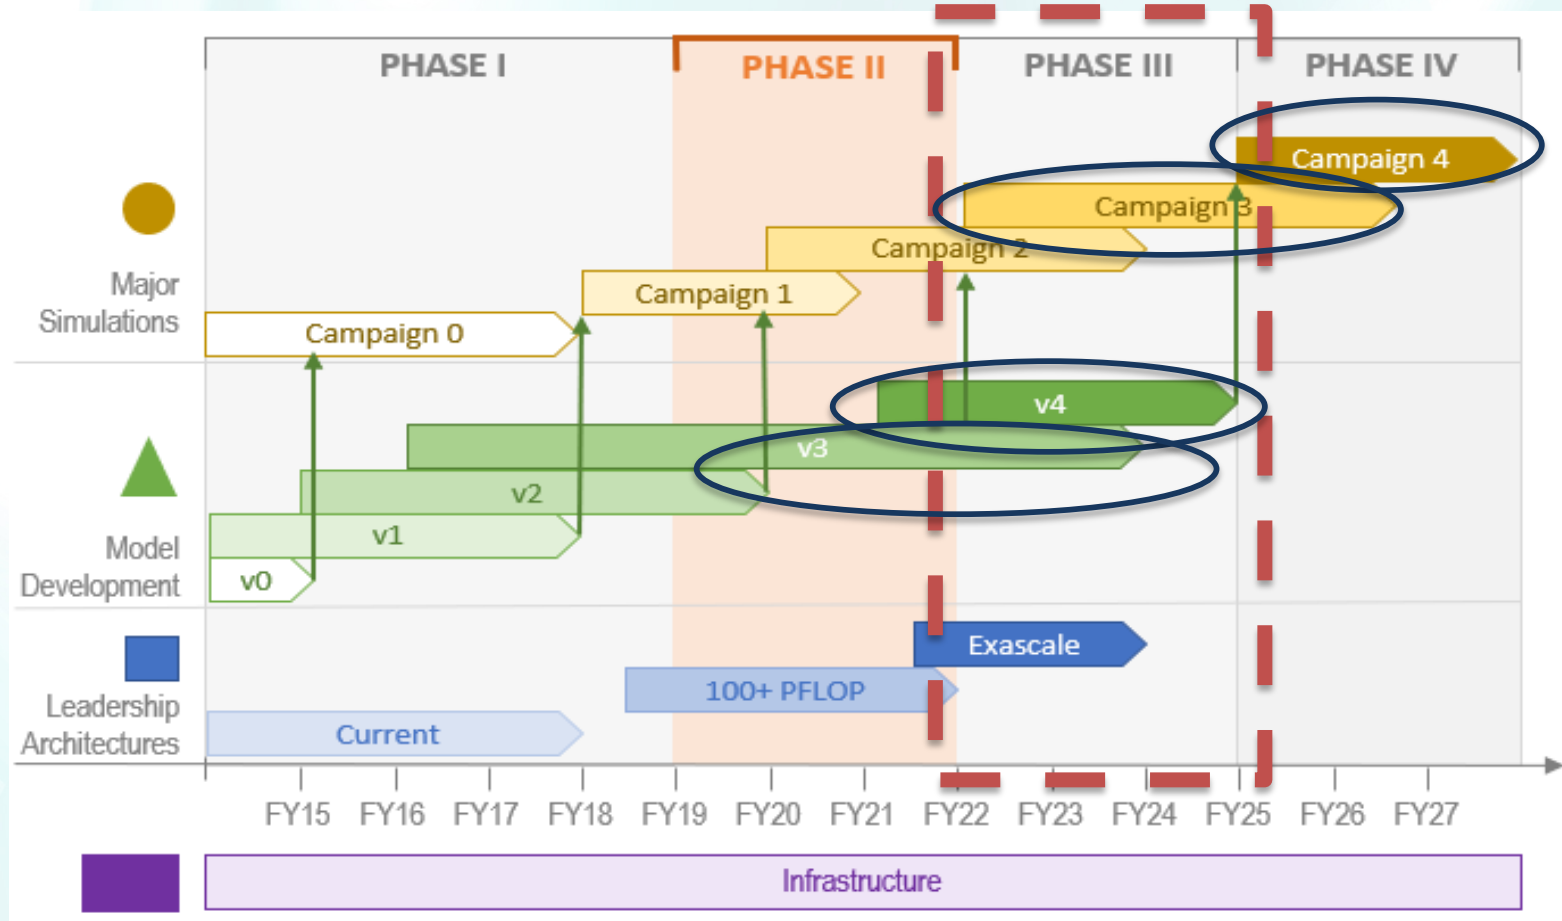 PHASE I
PHASE II
PHASE III
PHASE IV
Campaign 4
Campaign 3
Campaign 2
Campaign 1
Campaign 0
Major
Simulations
v4
v3
v2
v1
v0
Model
Development
Exascale
100+ PFLOP
Current
Leadership
Architectures
FY15 FY16 FY17 FY18 FY19 FY20 FY21 FY22 FY23 FY24 FY25 FY26 FY27
Infrastructure